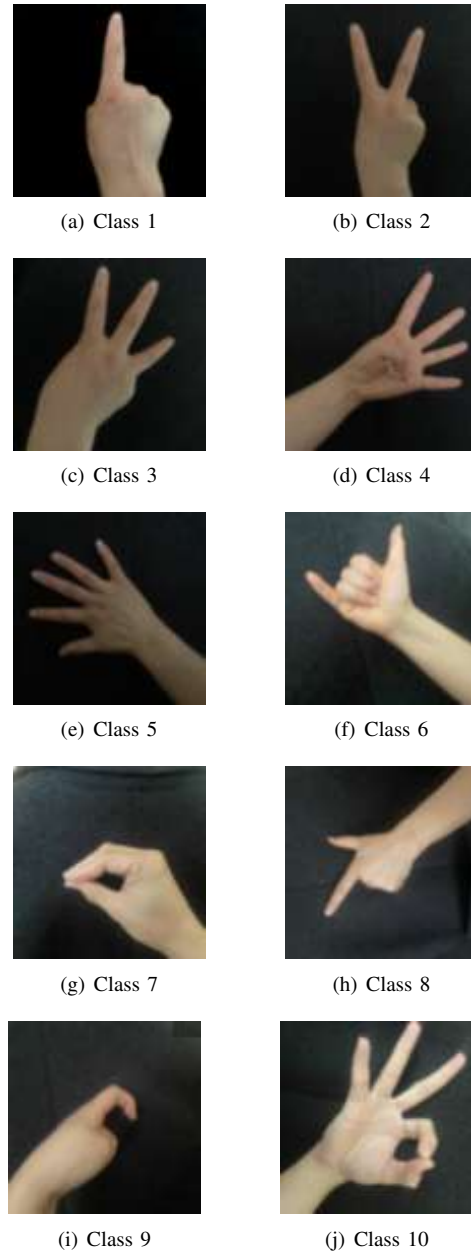 (a) Class 1
(b) Class 2
(c) Class 3
(d) Class 4
(e) Class 5
(f) Class 6
(g) Class 7
(h) Class 8
(i) Class 9
(j) Class 10